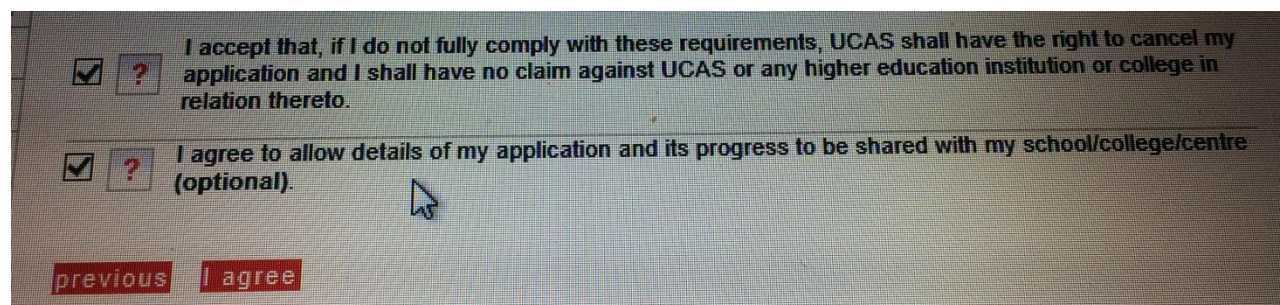 I accept that, if I do not fully comply with these requirements, UCAS shall have the right to cancel my
? application and I shall have no claim against UCAS or any higher education institution or college in
relation thereto.
? I agree to allow details of my application and its progress to be shared with my school/college/centre
(optional).
previous I agree